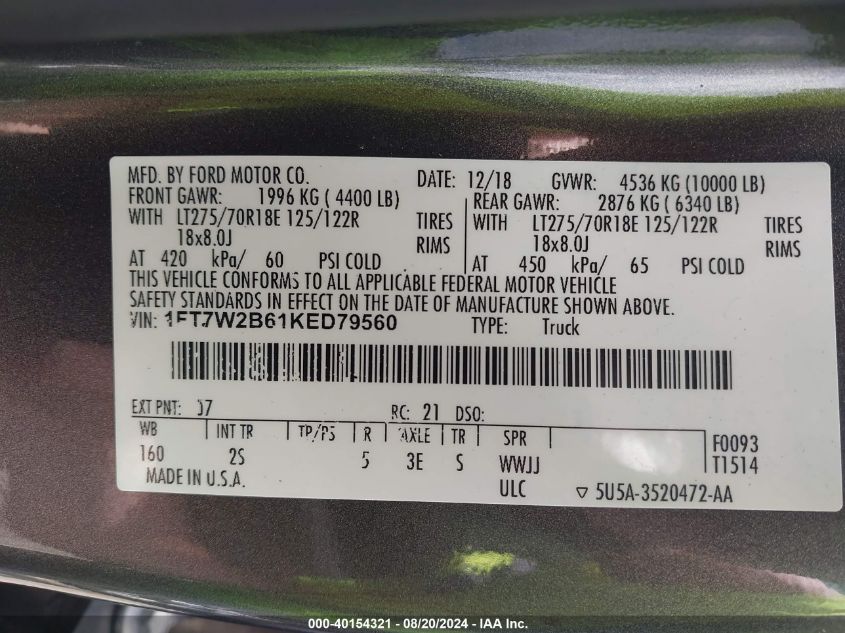 MFD. BY FORD MOTOR CO. DATE: 12/18 GVWR: 4536 KG (10000 LB)
FRONT GAWR: 1996 KG ( 4400 LB) REAR GAWR: 2876 KG ( 6340 LB)
WITH LT275/70R18E 125/122R TIRES WITH LT275/70R18E 125/122R TIRES
18x8.0J RIMS 18x8.0J RIMS
AT 420 kPa/ 60 PSI COLD AT 450 kPa/ 65 PSI COLD
THIS VEHICLE CONFORMS TO ALL APPLICABLE FEDERAL MOTOR VEHICLE
SAFETY STANDARDS IN EFFECT ON THE DATE OF MANUFACTURE SHOWN ABOVE.
VIN: 1FT7W2B61KED79560 TYPE: Truck
EXT PNT: RC: 21 DSO:
WB INT TR TP/PS R AXLE TR SPR F0093
160 2S 5 3E S WWJJ T1514
MADE IN U.S.A. ULC 5U5A-3520472-AA
000-40154321 - 08/20/2024 - IAA Inc.